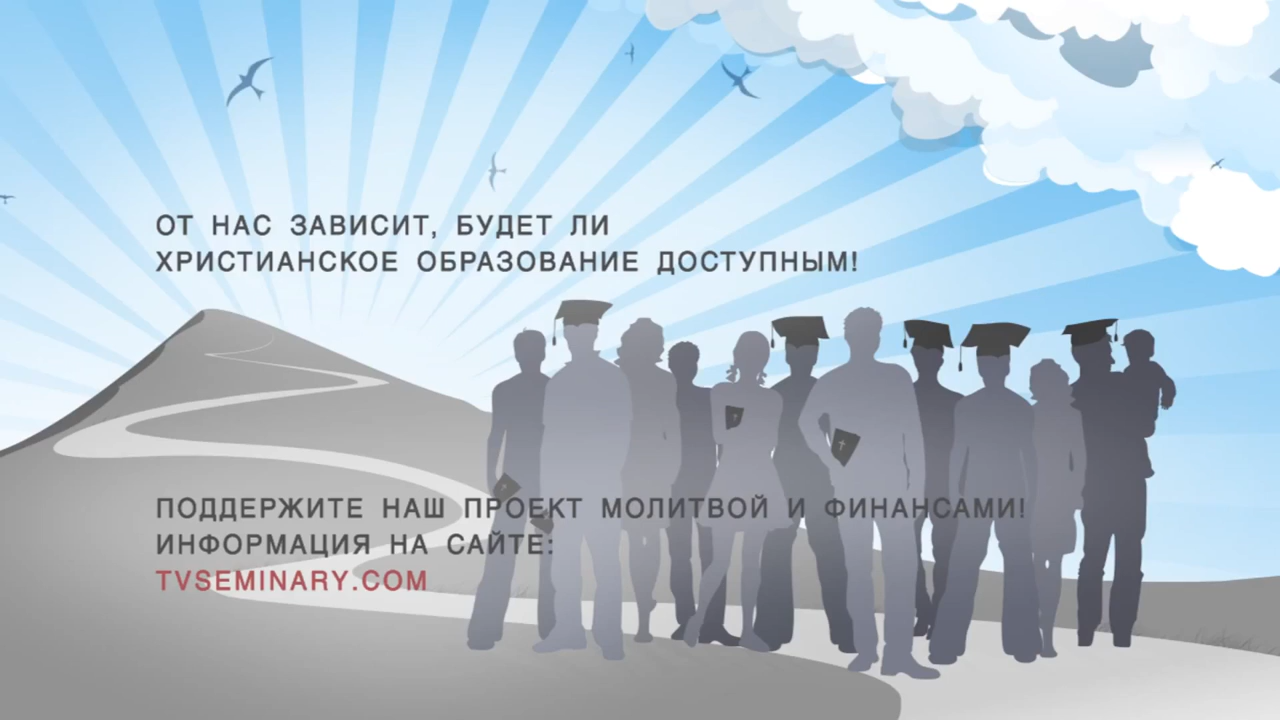 ОТ НАС ЗАВИСИТ, БУДЕТ ЛИ
ХРИСТИАНСКОЕ ОБРАЗОВАНИЕ ДОСТУПНЫМ!
ПОДДЕРЖИТЕ НАШ ПРОЕКТ МОЛИТВОЙ И ФИНАНСАМИ!
ИНФОРМАЦИЯ НА САЙТЕ:
TVSEMINARY.COM